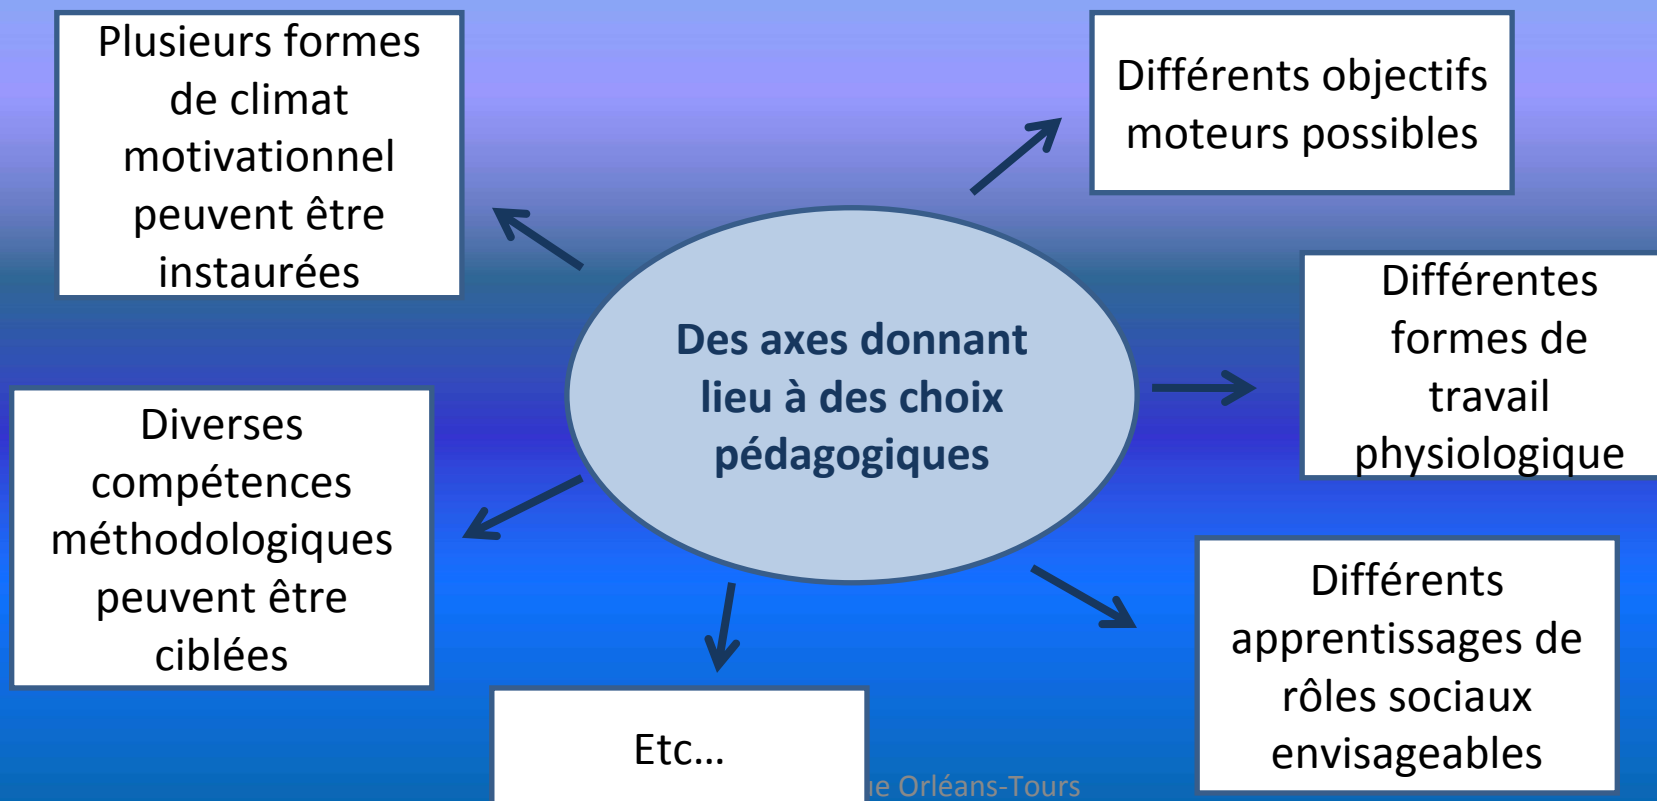 Plusieurs formes
de climat
motivationnel
peuvent être
instaurées
Différents objectifs
moteurs possibles
Des axes donnant
lieu à des choix
pédagogiques
Différentes
formes de
travail
physiologique
Diverses
compétences
méthodologiques
peuvent être
ciblées
Différents
apprentissages de
rôles sociaux
envisageables
Etc…
Orléans-Tours